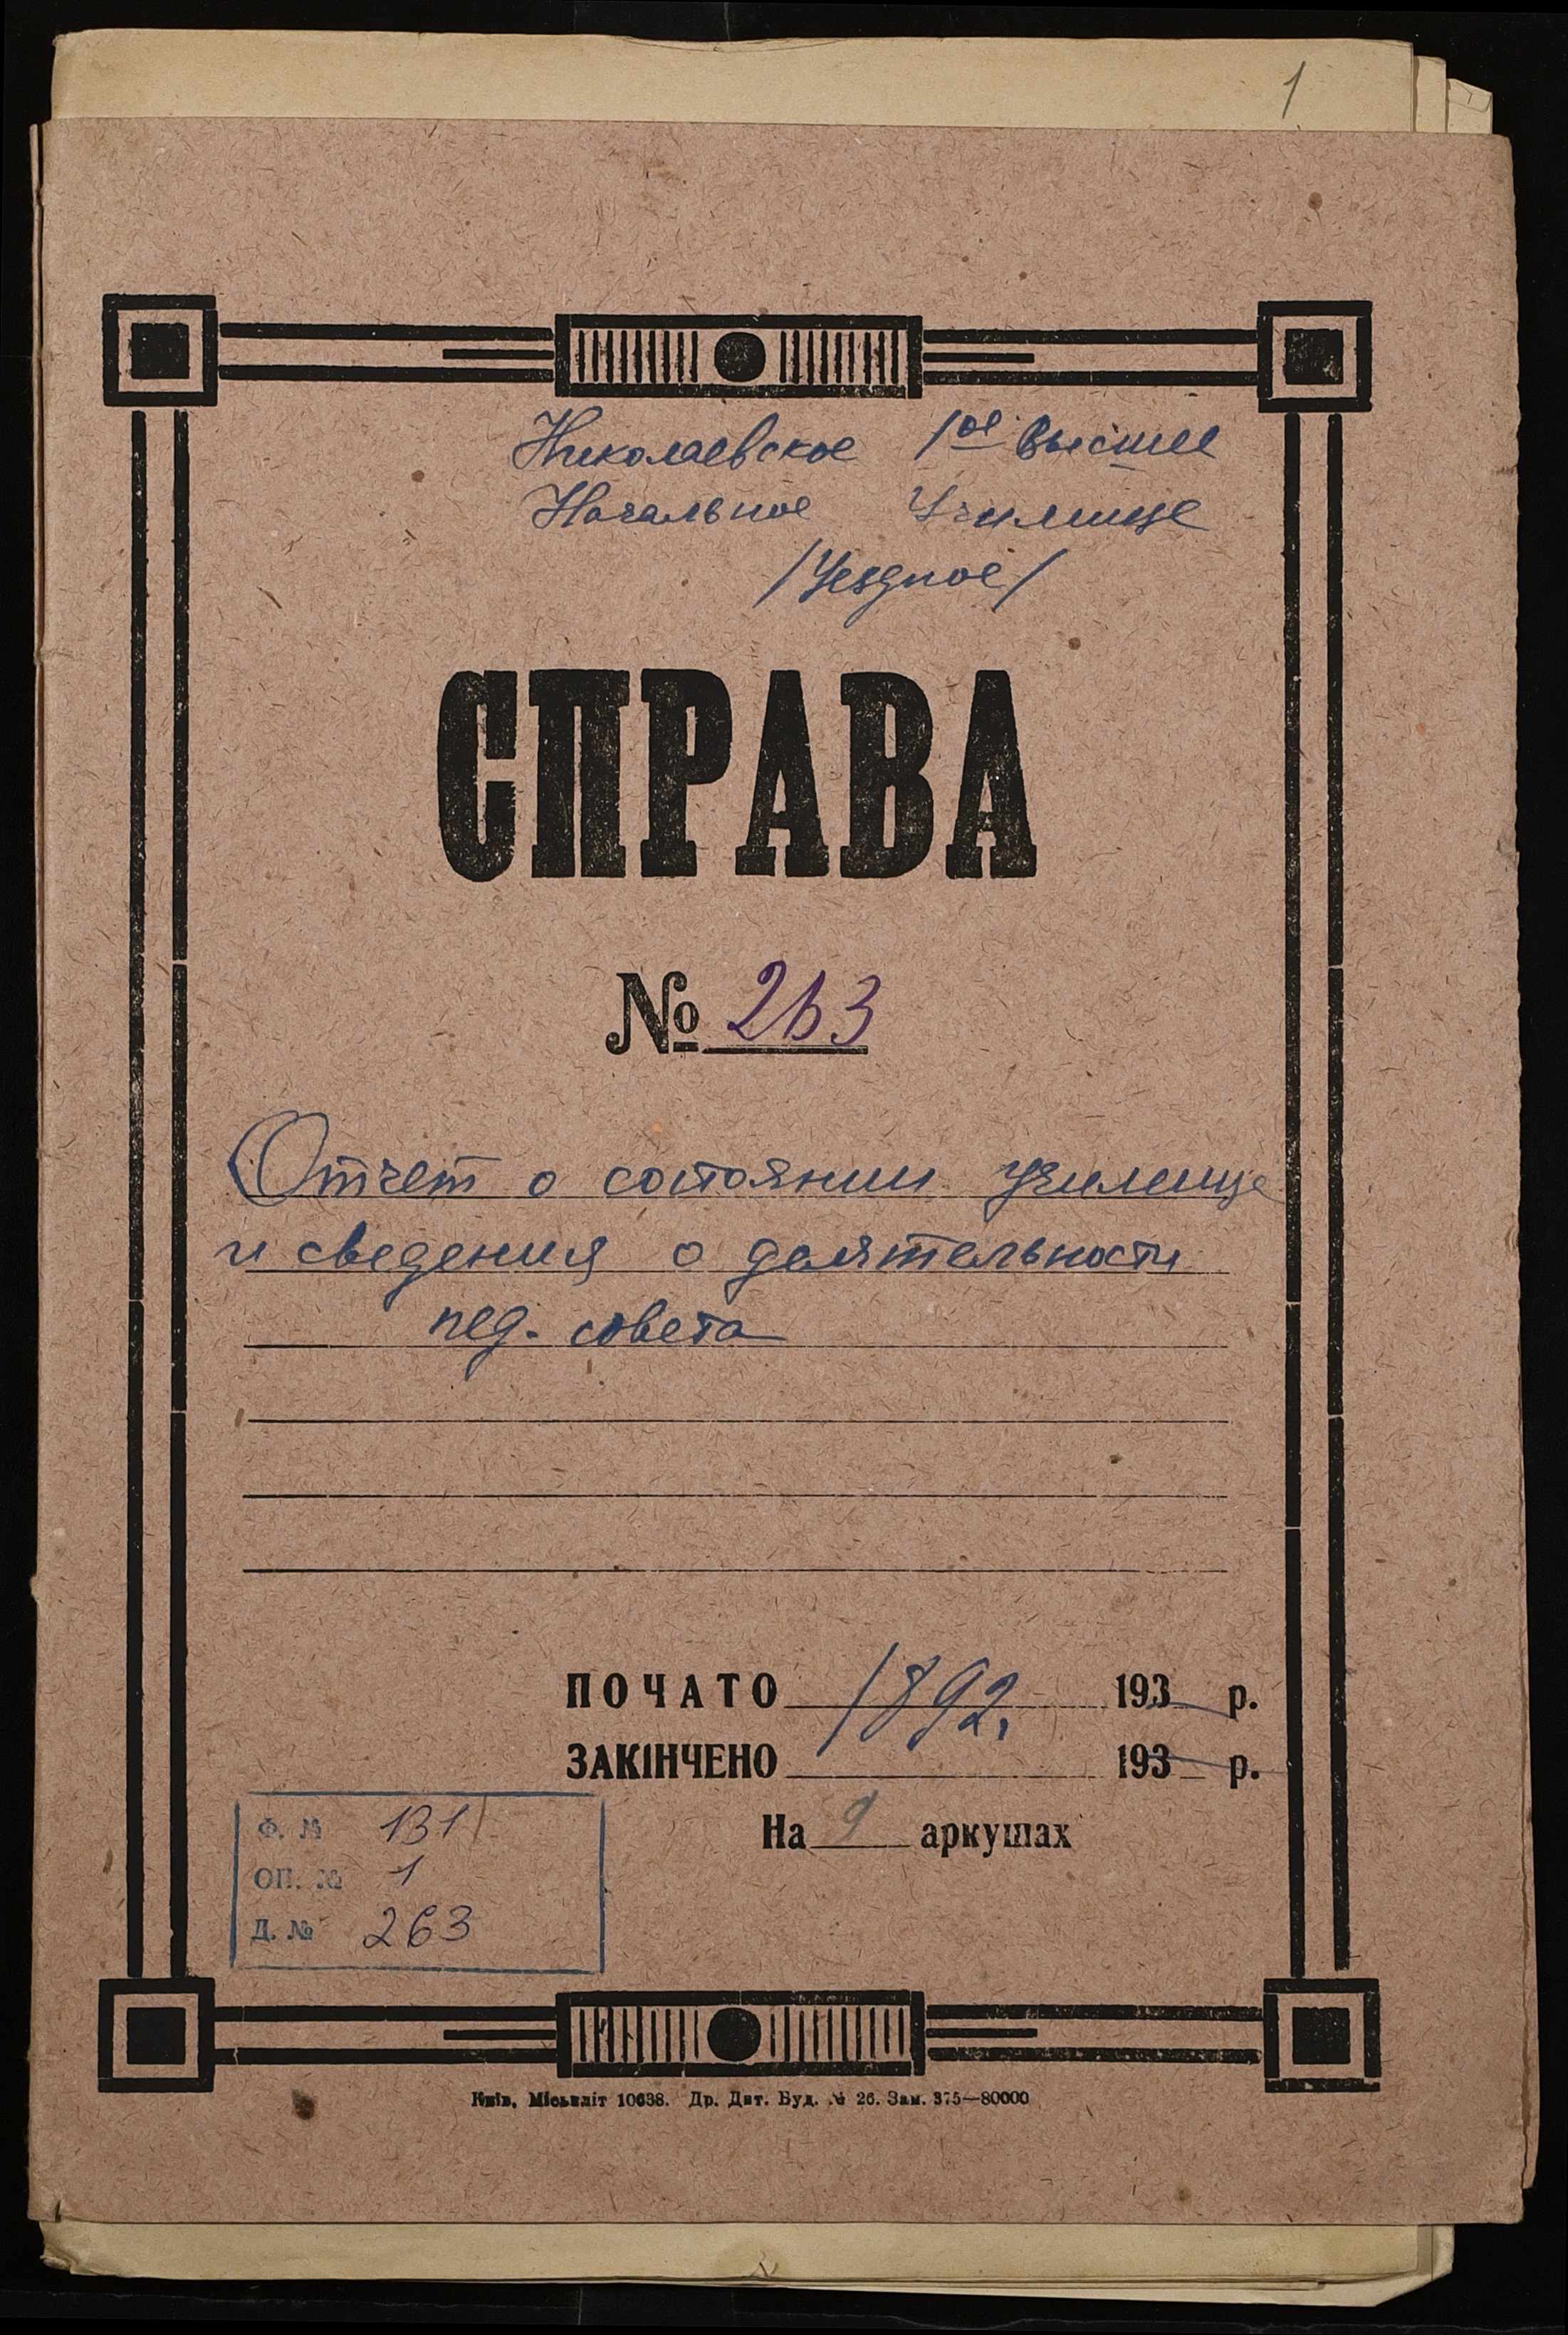 1
Николаевское 1ое Высшее
Начальное Училище
/Уездное/
СПРАВА
№ 263
Отчет о состоянии училище
и сведения о деятельности
пед. совета
ПОЧАТО 1892. 193 р.
ЗАКІНЧЕНО 193 р.
На 9 аркушах
Ф. № 131
ОП. № 1
Д. № 263
Київ, Міськліт 10638. Др. Дит. Буд. № 26. Зам. 375—80000